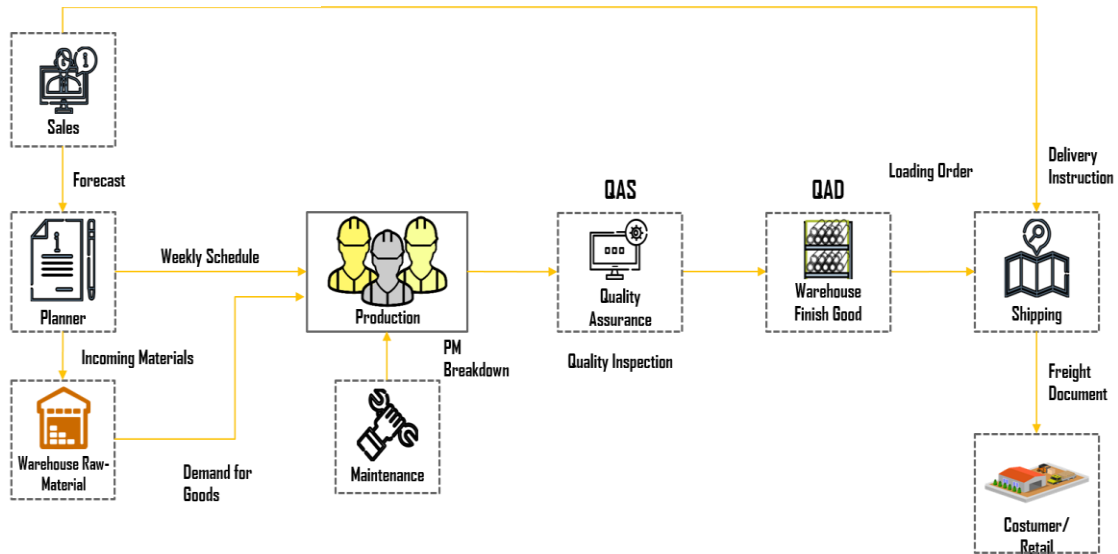 Sales
Forecast
Delivery
Instruction
Loading Order
QAS
QAD
Weekly Schedule
Planner
Production
Quality
Assurance
Warehouse
Finish Good
Shipping
Incoming Materials
PM
Breakdown
Quality Inspection
Freight
Document
Warehouse Raw-
Material
Demand for
Goods
Maintenance
Costumer/
Retail